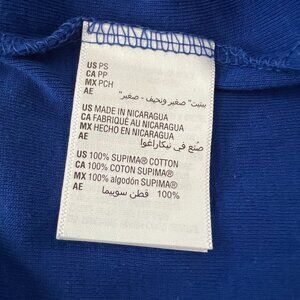 US PS
CA PP
MX PCH
AE بيتيت "صغير ونحيف - صغير"
US MADE IN NICARAGUA
CA FABRIQUÉ AU NICARAGUA
MX HECHO EN NICARAGUA
AE صُنع في نيكاراغوا
US 100% SUPIMA® COTTON
CA 100% COTON SUPIMA®
MX 100% algodón SUPIMA®
AE 100% قطن سوبيما